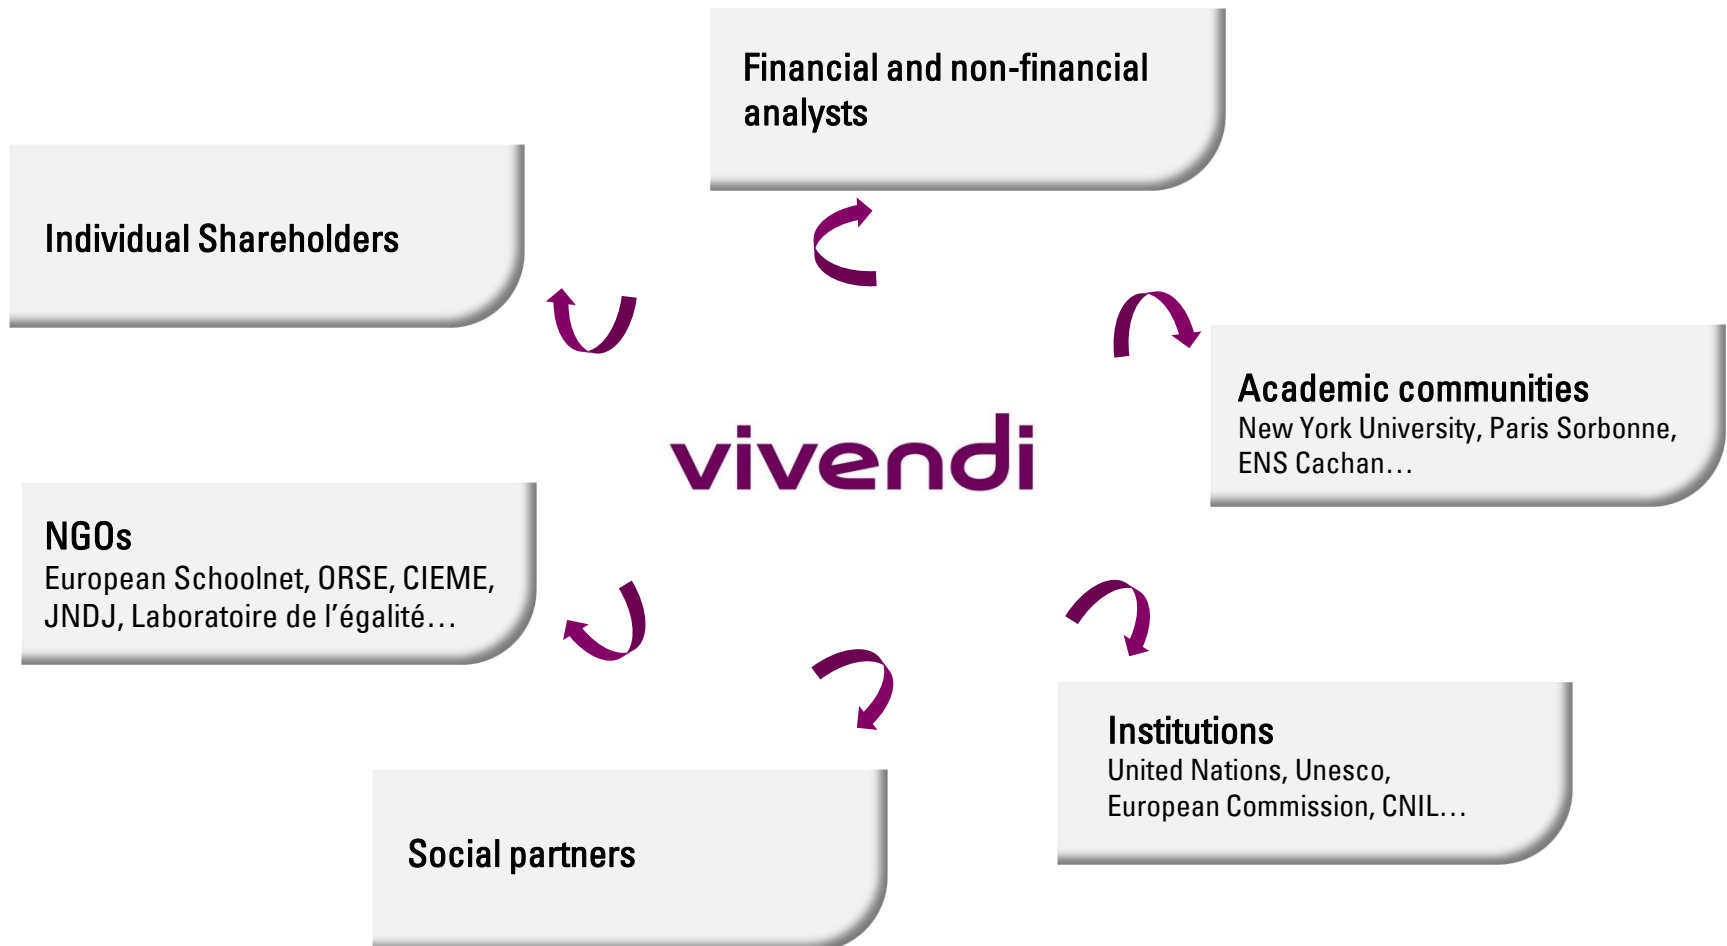 Financial and non-financial
analysts
Individual Shareholders
Academic communities
New York University, Paris Sorbonne,
ENS Cachan…
vivendi
NGOs
European Schoolnet, ORSE, CIEME,
JNDJ, Laboratoire de l’égalité…
Institutions
United Nations, Unesco,
European Commission, CNIL…
Social partners